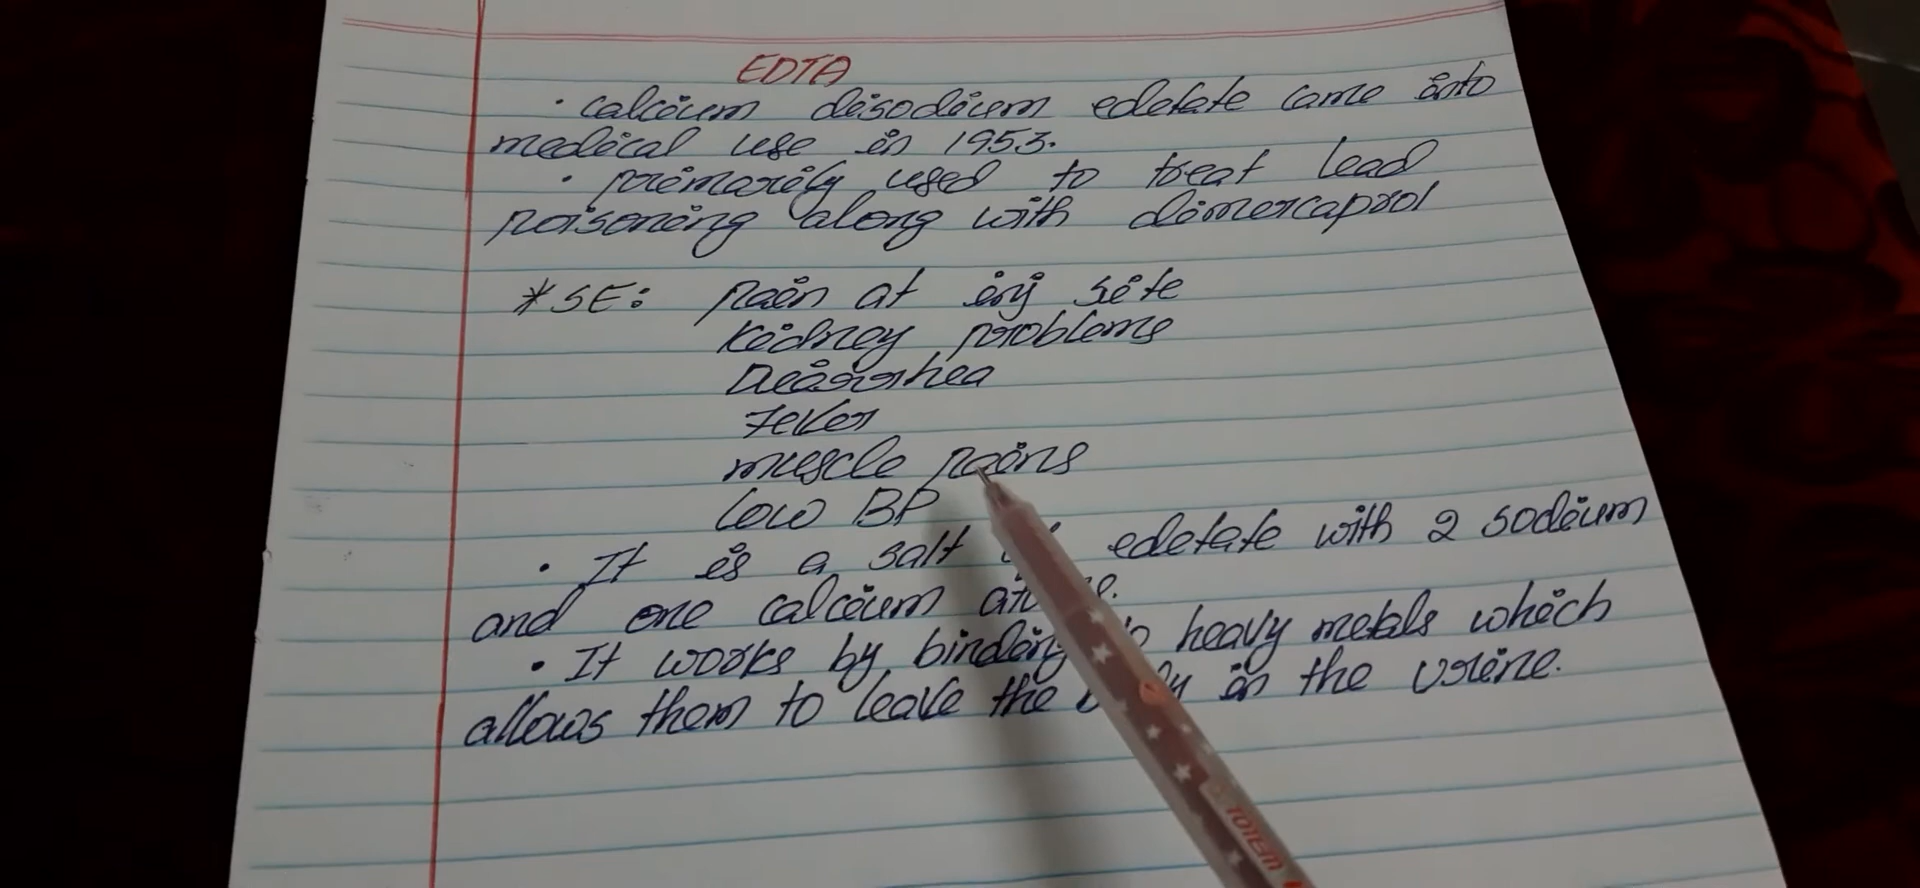 EDTA
· calcium disodium edetate came into
medical use in 1953.
· primarily used to treat lead
poisoning along with dimercaprol
* SE: pain at inj site
Kidney problems
Diarrhea
Fever
muscle pains
Low BP
· It is a salt edetate with 2 sodium
and one calcium
· It works by binding heavy metals which
allows them to leave the in the urine.
TOTEM